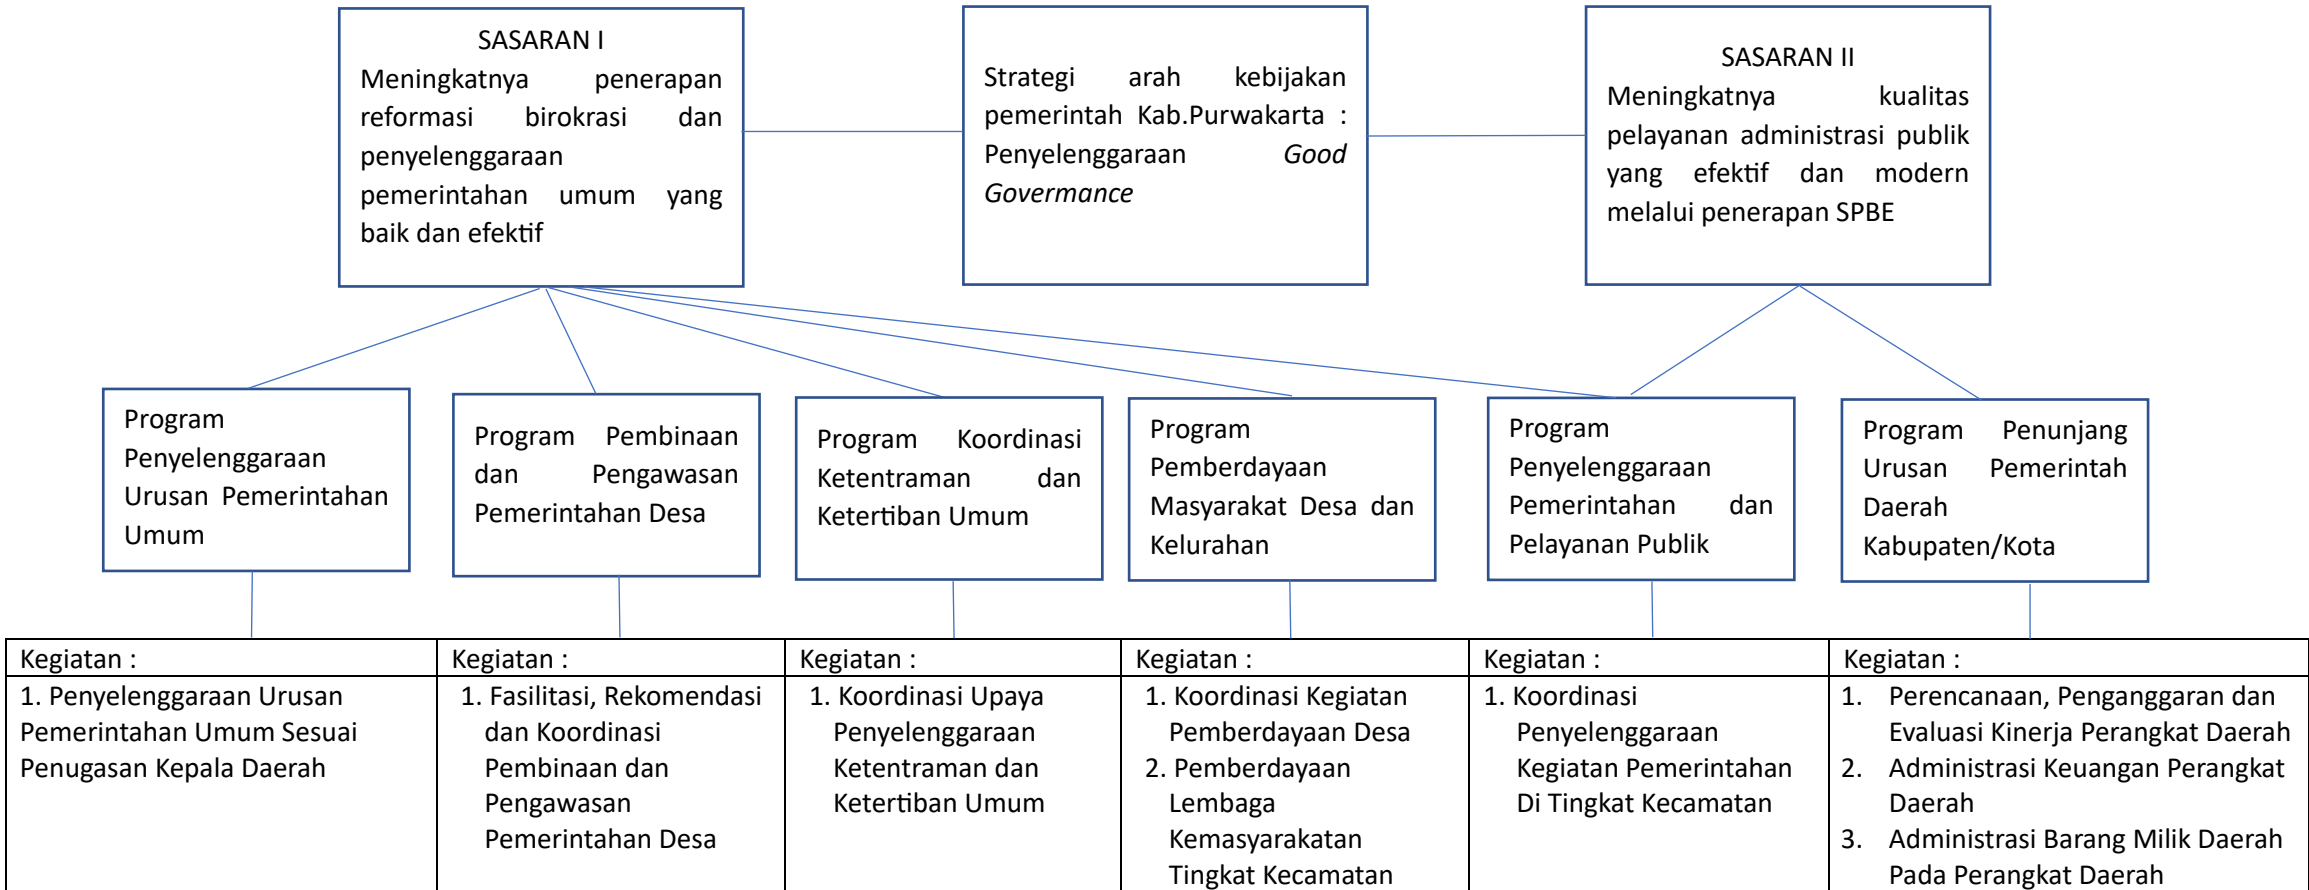 SASARAN I
Meningkatnya penerapan
reformasi birokrasi dan
penyelenggaraan
pemerintahan umum yang
baik dan efektif
Strategi arah kebijakan
pemerintah Kab.Purwakarta :
Penyelenggaraan Good
Govermance
SASARAN II
Meningkatnya kualitas
pelayanan administrasi publik
yang efektif dan modern
melalui penerapan SPBE
Program
Penyelenggaraan
Urusan Pemerintahan
Umum
Program Pembinaan
dan Pengawasan
Pemerintahan Desa
Program Koordinasi
Ketentraman dan
Ketertiban Umum
Program
Pemberdayaan
Masyarakat Desa dan
Kelurahan
Program
Penyelenggaraan
Pemerintahan dan
Pelayanan Publik
Program Penunjang
Urusan Pemerintah
Daerah
Kabupaten/Kota
Kegiatan :
1. Penyelenggaraan Urusan
Pemerintahan Umum Sesuai
Penugasan Kepala Daerah
Kegiatan :
1. Fasilitasi, Rekomendasi
dan Koordinasi
Pembinaan dan
Pengawasan
Pemerintahan Desa
Kegiatan :
1. Koordinasi Upaya
Penyelenggaraan
Ketentraman dan
Ketertiban Umum
Kegiatan :
1. Koordinasi Kegiatan
Pemberdayaan Desa
2. Pemberdayaan
Lembaga
Kemasyarakatan
Tingkat Kecamatan
Kegiatan :
1. Koordinasi
Penyelenggaraan
Kegiatan Pemerintahan
Di Tingkat Kecamatan
Kegiatan :
1. Perencanaan, Penganggaran dan
Evaluasi Kinerja Perangkat Daerah
2. Administrasi Keuangan Perangkat
Daerah
3. Administrasi Barang Milik Daerah
Pada Perangkat Daerah